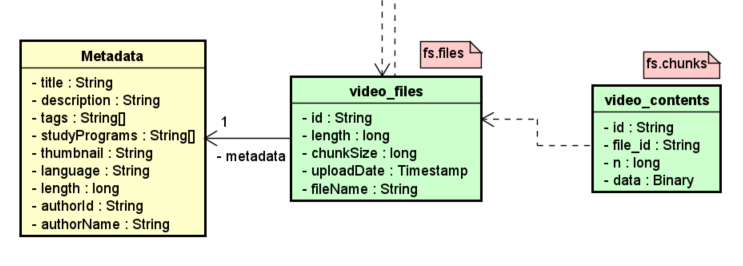 Metadata
- title : String
- description : String
- tags : String[]
- studyPrograms : String[]
- thumbnail : String
- language : String
- length : long
- authorId : String
- authorName : String
1
- metadata
fs.files
video_files
- id : String
- length : long
- chunkSize : long
- uploadDate : Timestamp
- fileName : String
fs.chunks
video_contents
- id : String
- file_id : String
- n : long
- data : Binary